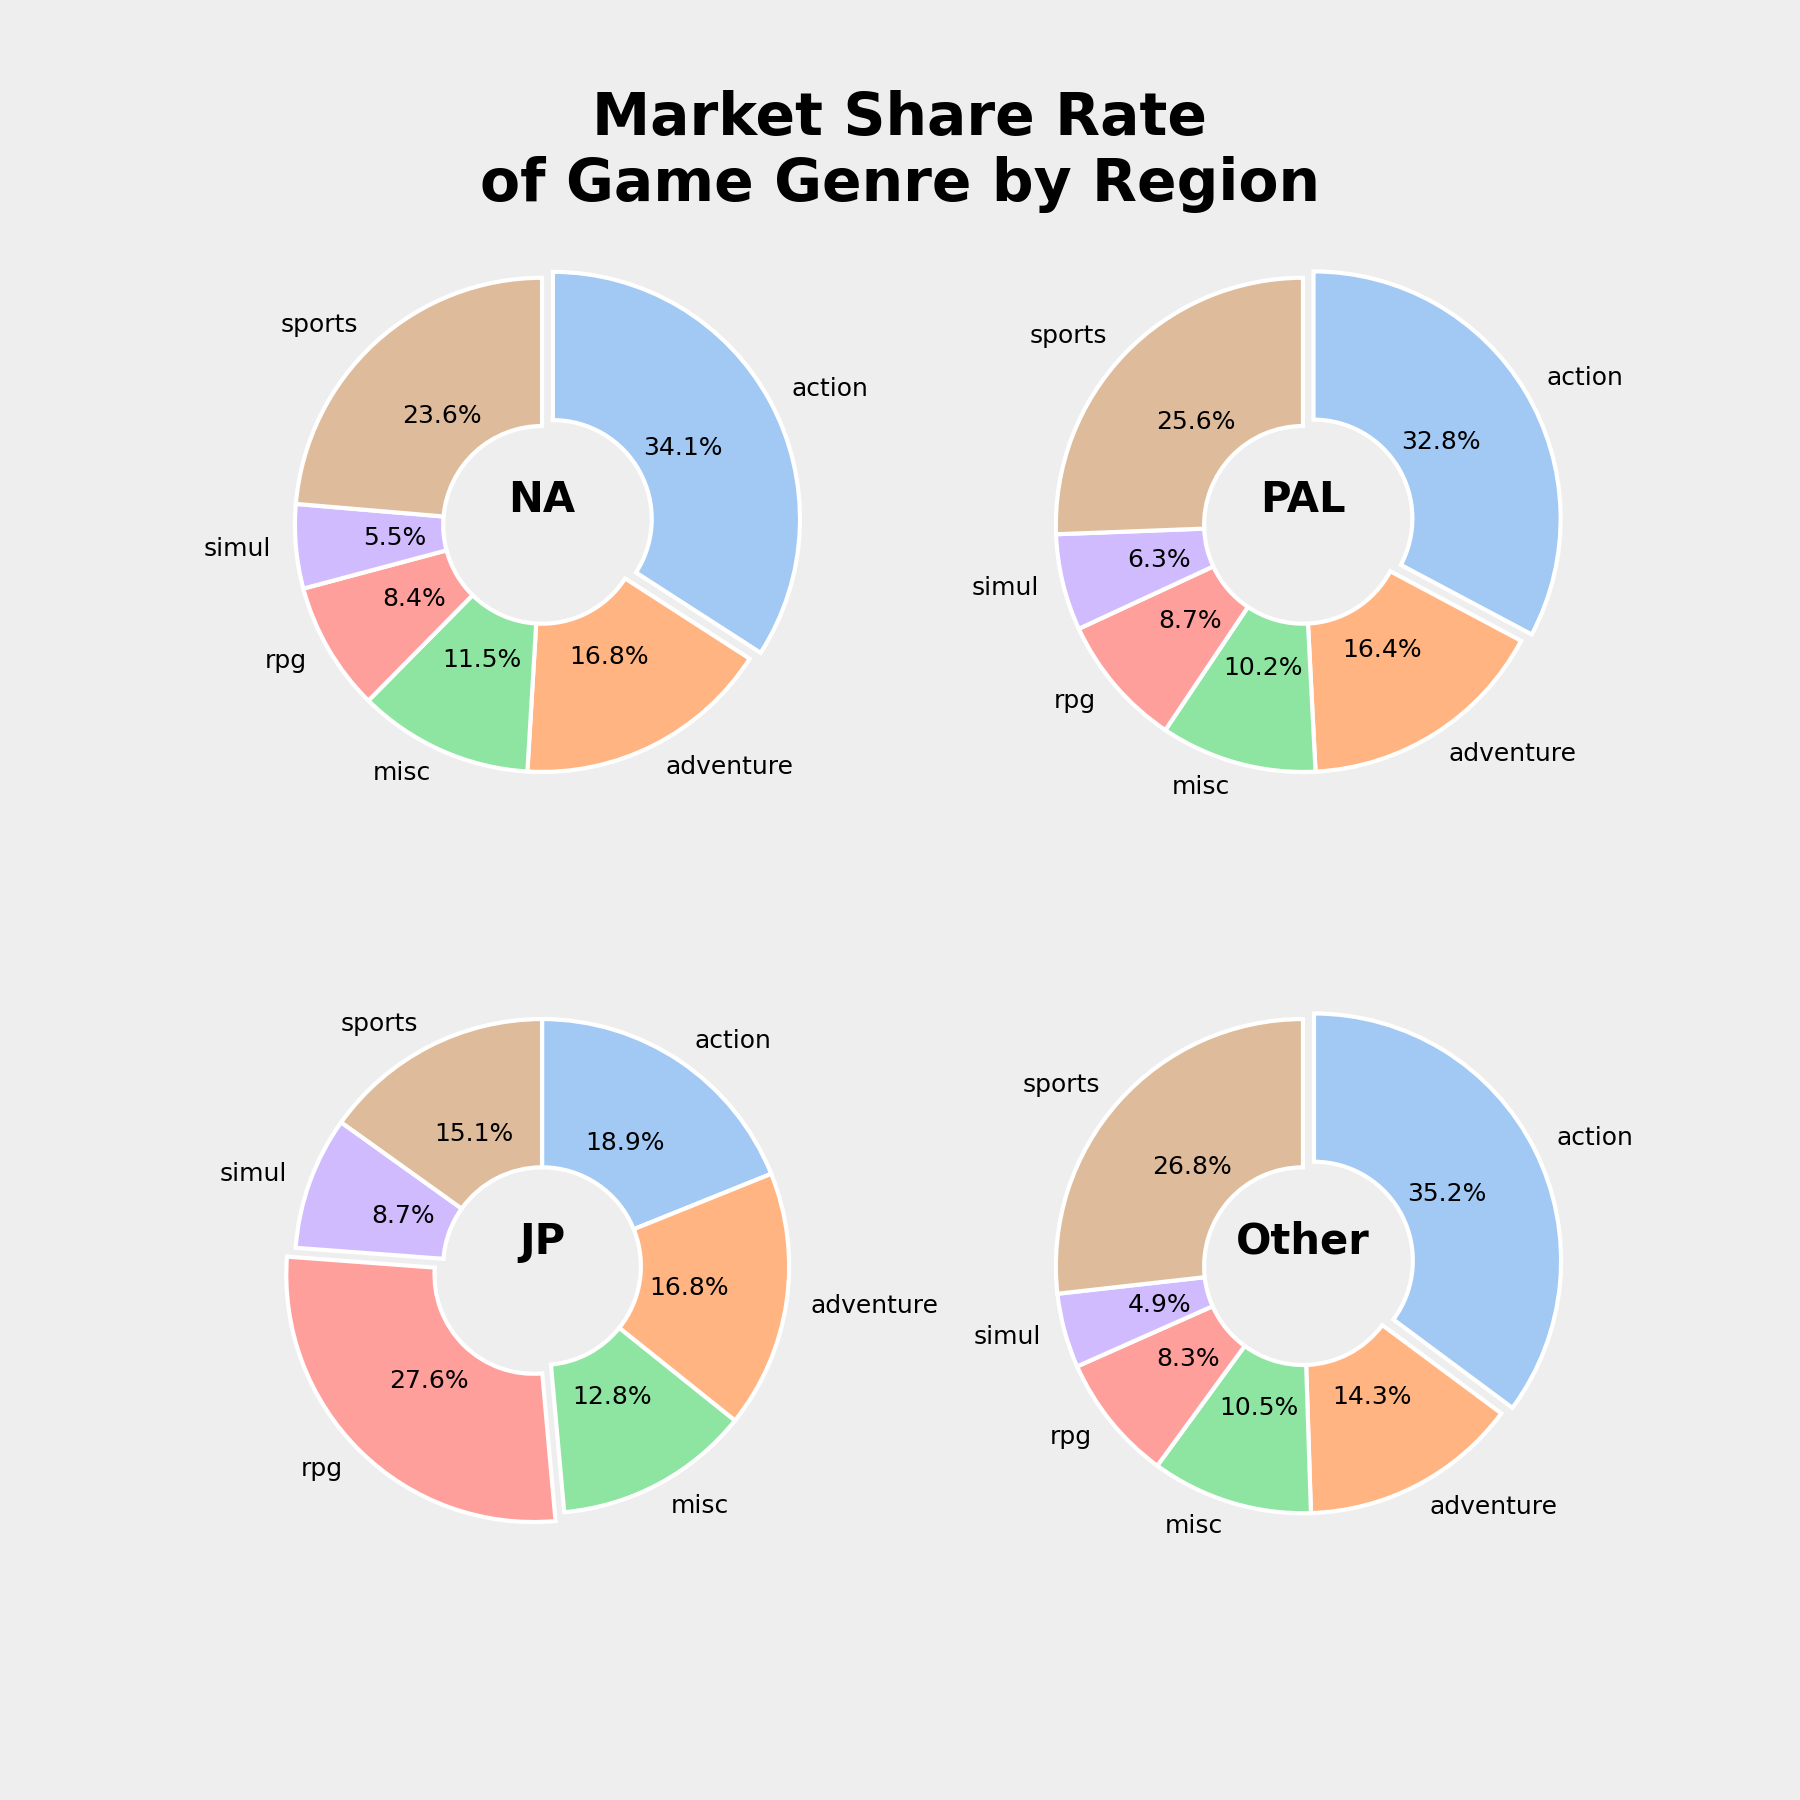 Market Share Rate
of Game Genre by Region
sports
action
23.6%
34.1%
NA
simul
5.5%
8.4%
rpg
11.5%
16.8%
misc
adventure
sports
action
25.6%
32.8%
PAL
simul
6.3%
8.7%
rpg
10.2%
16.4%
misc
adventure
sports
action
15.1%
18.9%
simul
8.7%
JP
16.8%
adventure
27.6%
12.8%
rpg
misc
sports
action
26.8%
35.2%
Other
simul
4.9%
8.3%
rpg
10.5%
14.3%
misc
adventure